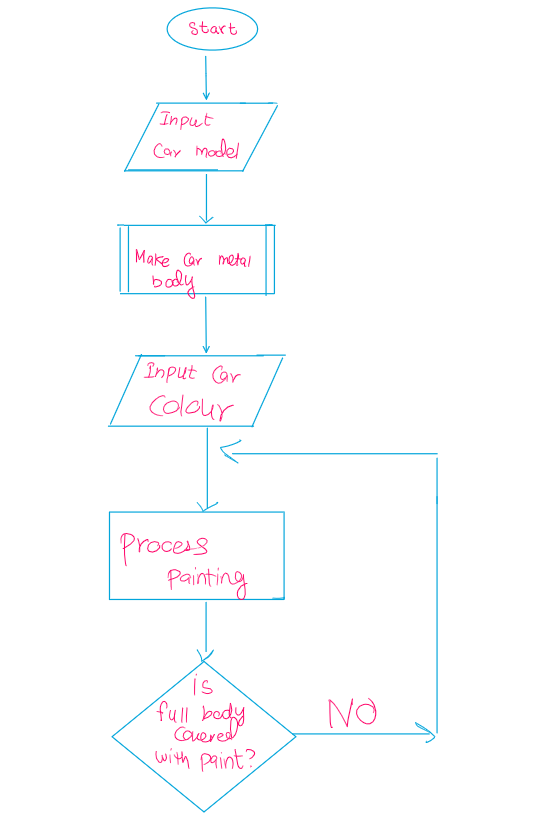 Start
Input
Car model
Make Car metal
body
Input Car
Colour
Process
Painting
is
full body
Covered
with paint?
NO